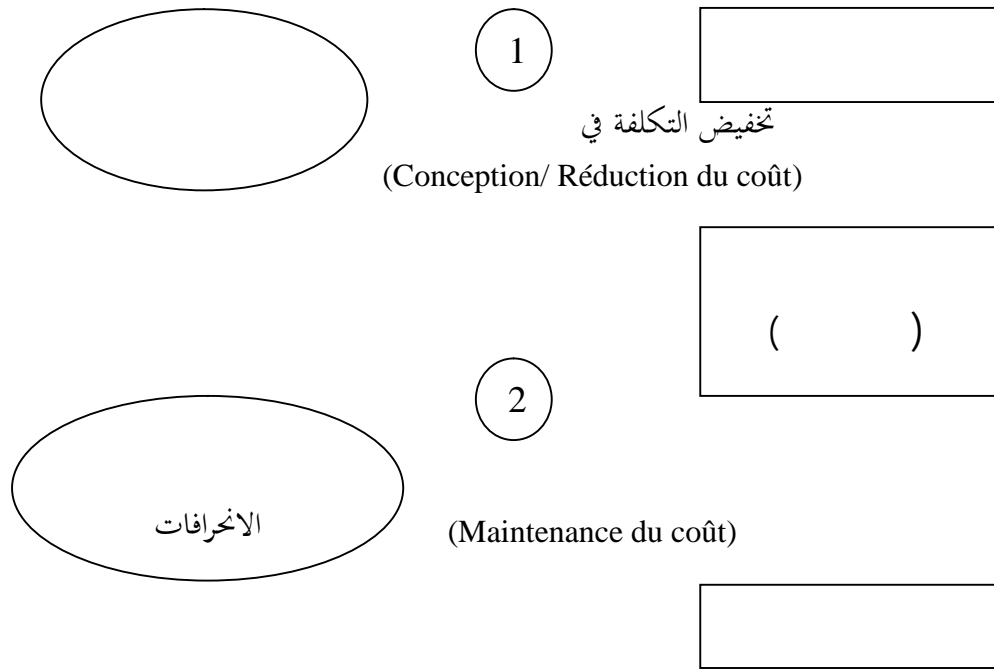 1
تخفيض التكلفة في
(Conception/ Réduction du coût)
( )
2
الانحرافات
(Maintenance du coût)